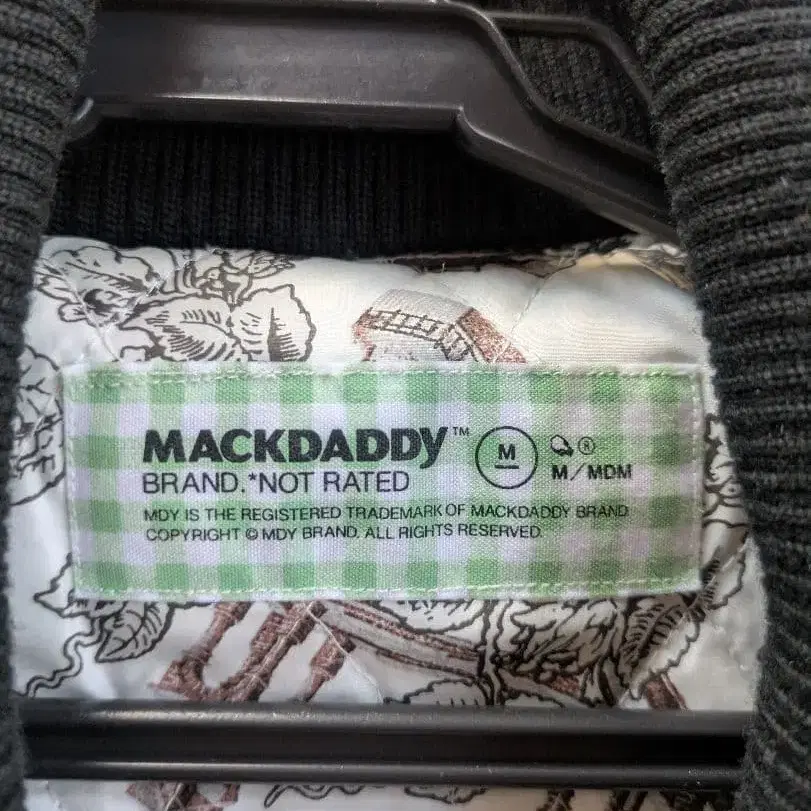 MACKDADDY™
BRAND.*NOT RATED
M
®
M/MDM
MDY IS THE REGISTERED TRADEMARK OF MACKDADDY BRAND
COPYRIGHT © MDY BRAND. ALL RIGHTS RESERVED.